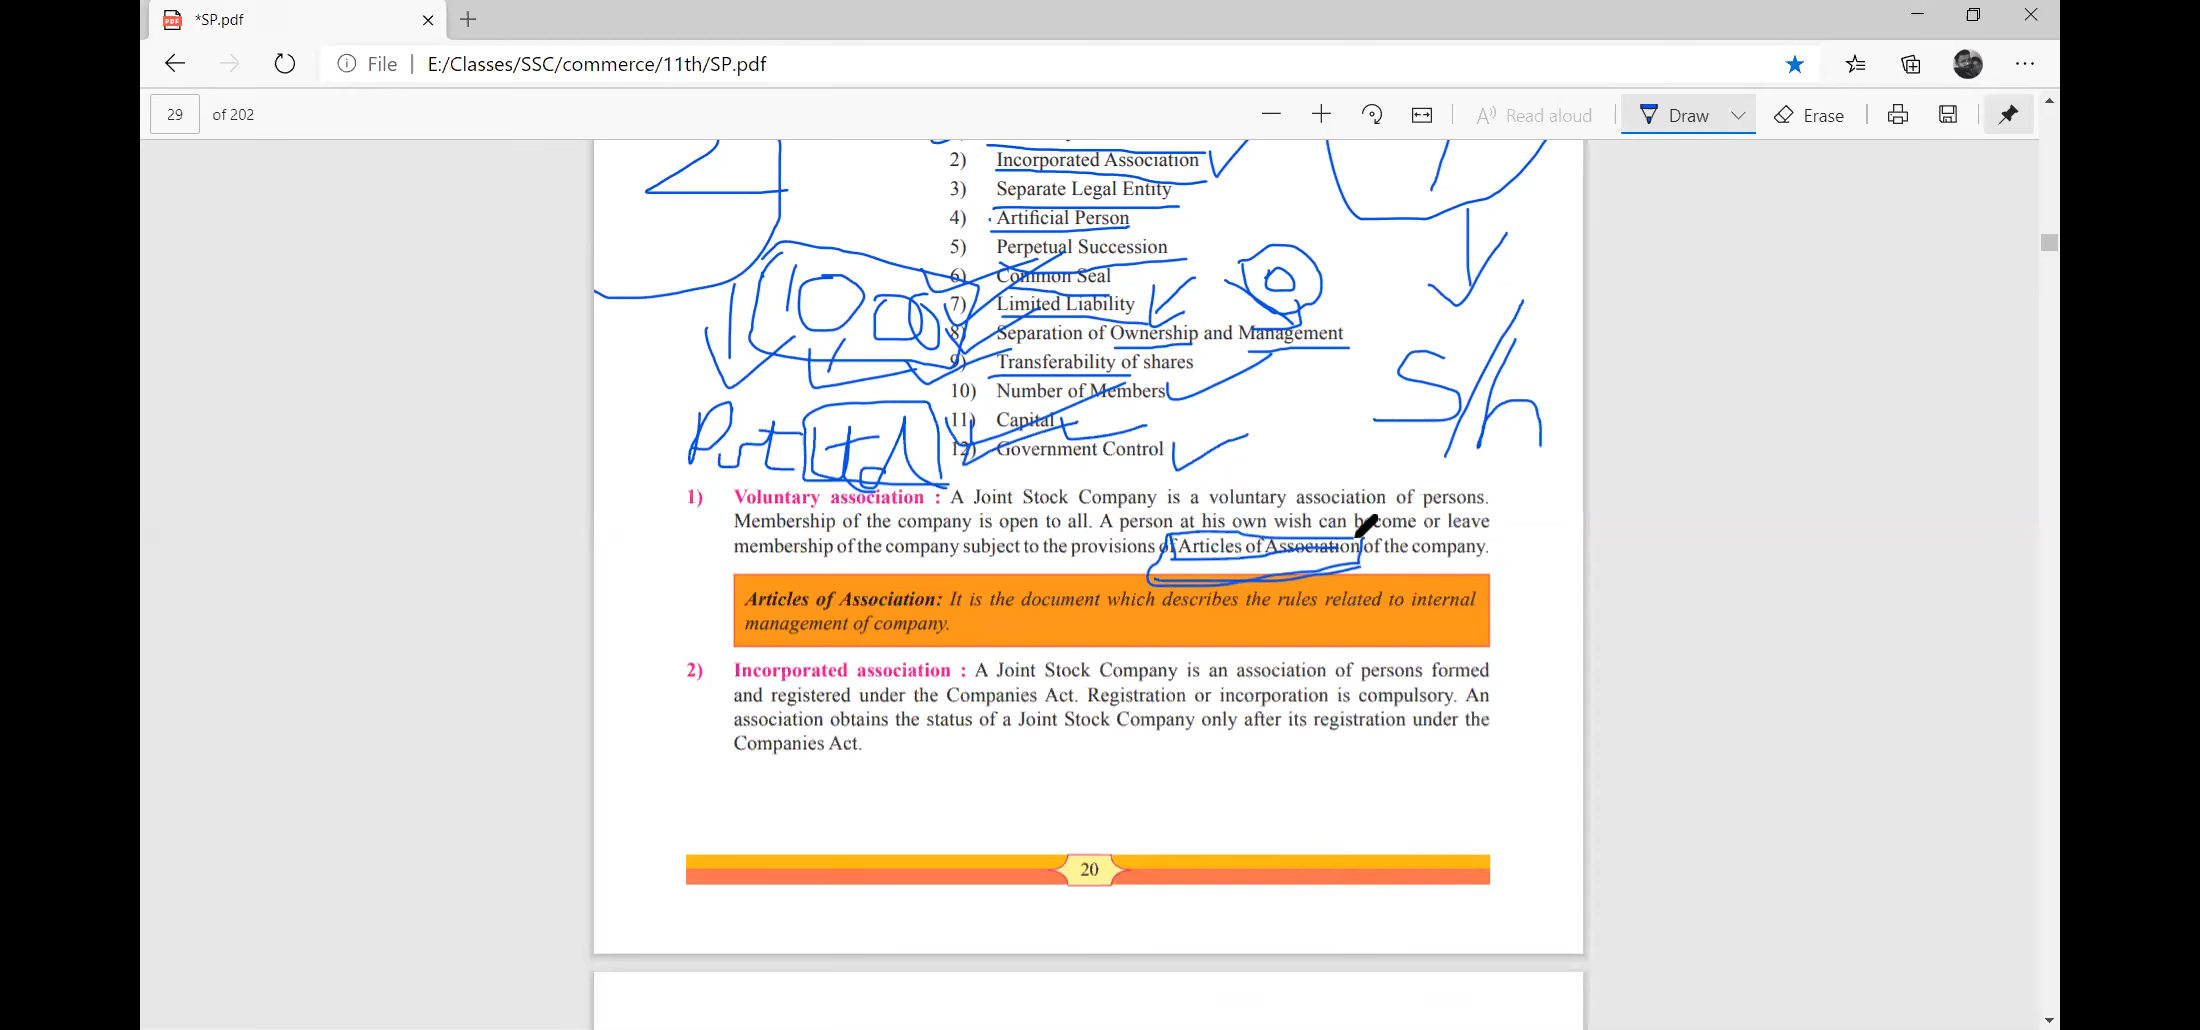 *SP.pdf
File | E:/Classes/SSC/commerce/11th/SP.pdf
29 of 202
Read aloud
Draw
Erase
2) Incorporated Association
3) Separate Legal Entity
4) Artificial Person
5) Perpetual Succession
6) Common Seal
7) Limited Liability
8) Separation of Ownership and Management
9) Transferability of shares
10) Number of Members
11) Capital
12) Government Control
S/h
Pvt Ltd
1) Voluntary association : A Joint Stock Company is a voluntary association of persons.
Membership of the company is open to all. A person at his own wish can become or leave
membership of the company subject to the provisions of Articles of Association of the company.
Articles of Association: It is the document which describes the rules related to internal
management of company.
2) Incorporated association : A Joint Stock Company is an association of persons formed
and registered under the Companies Act. Registration or incorporation is compulsory. An
association obtains the status of a Joint Stock Company only after its registration under the
Companies Act.
20